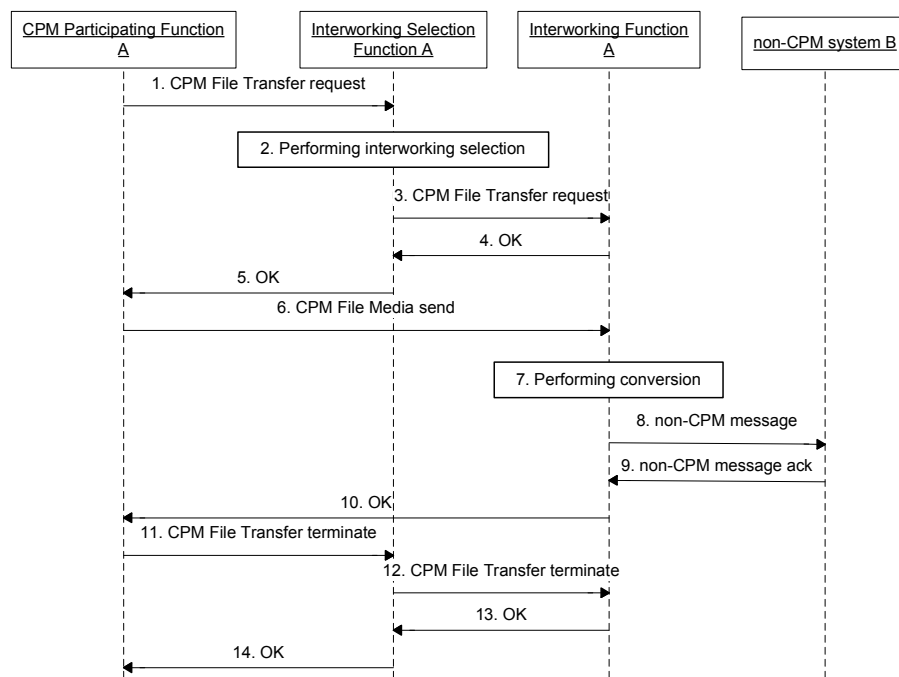 CPM Participating Function
A
Interworking Selection
Function A
Interworking Function
A
non-CPM system B
1. CPM File Transfer request
2. Performing interworking selection
3. CPM File Transfer request
4. OK
5. OK
6. CPM File Media send
7. Performing conversion
8. non-CPM message
9. non-CPM message ack
10. OK
11. CPM File Transfer terminate
12. CPM File Transfer terminate
13. OK
14. OK